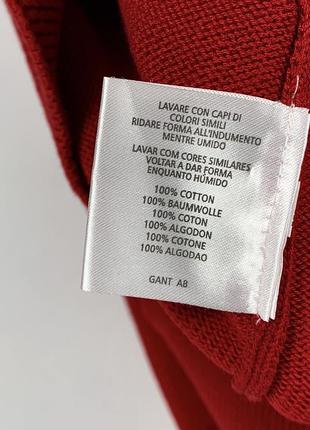 LAVARE CON CAPI DI
COLORI SIMILI
RIDARE FORMA ALL'INDUMENTO
MENTRE UMIDO
LAVAR COM CORES SIMILARES
VOLTAR A DAR FORMA
ENQUANTO HÚMIDO
100% COTTON
100% BAUMWOLLE
100% COTON
100% ALGODON
100% COTONE
100% ALGODAO
GANT AB